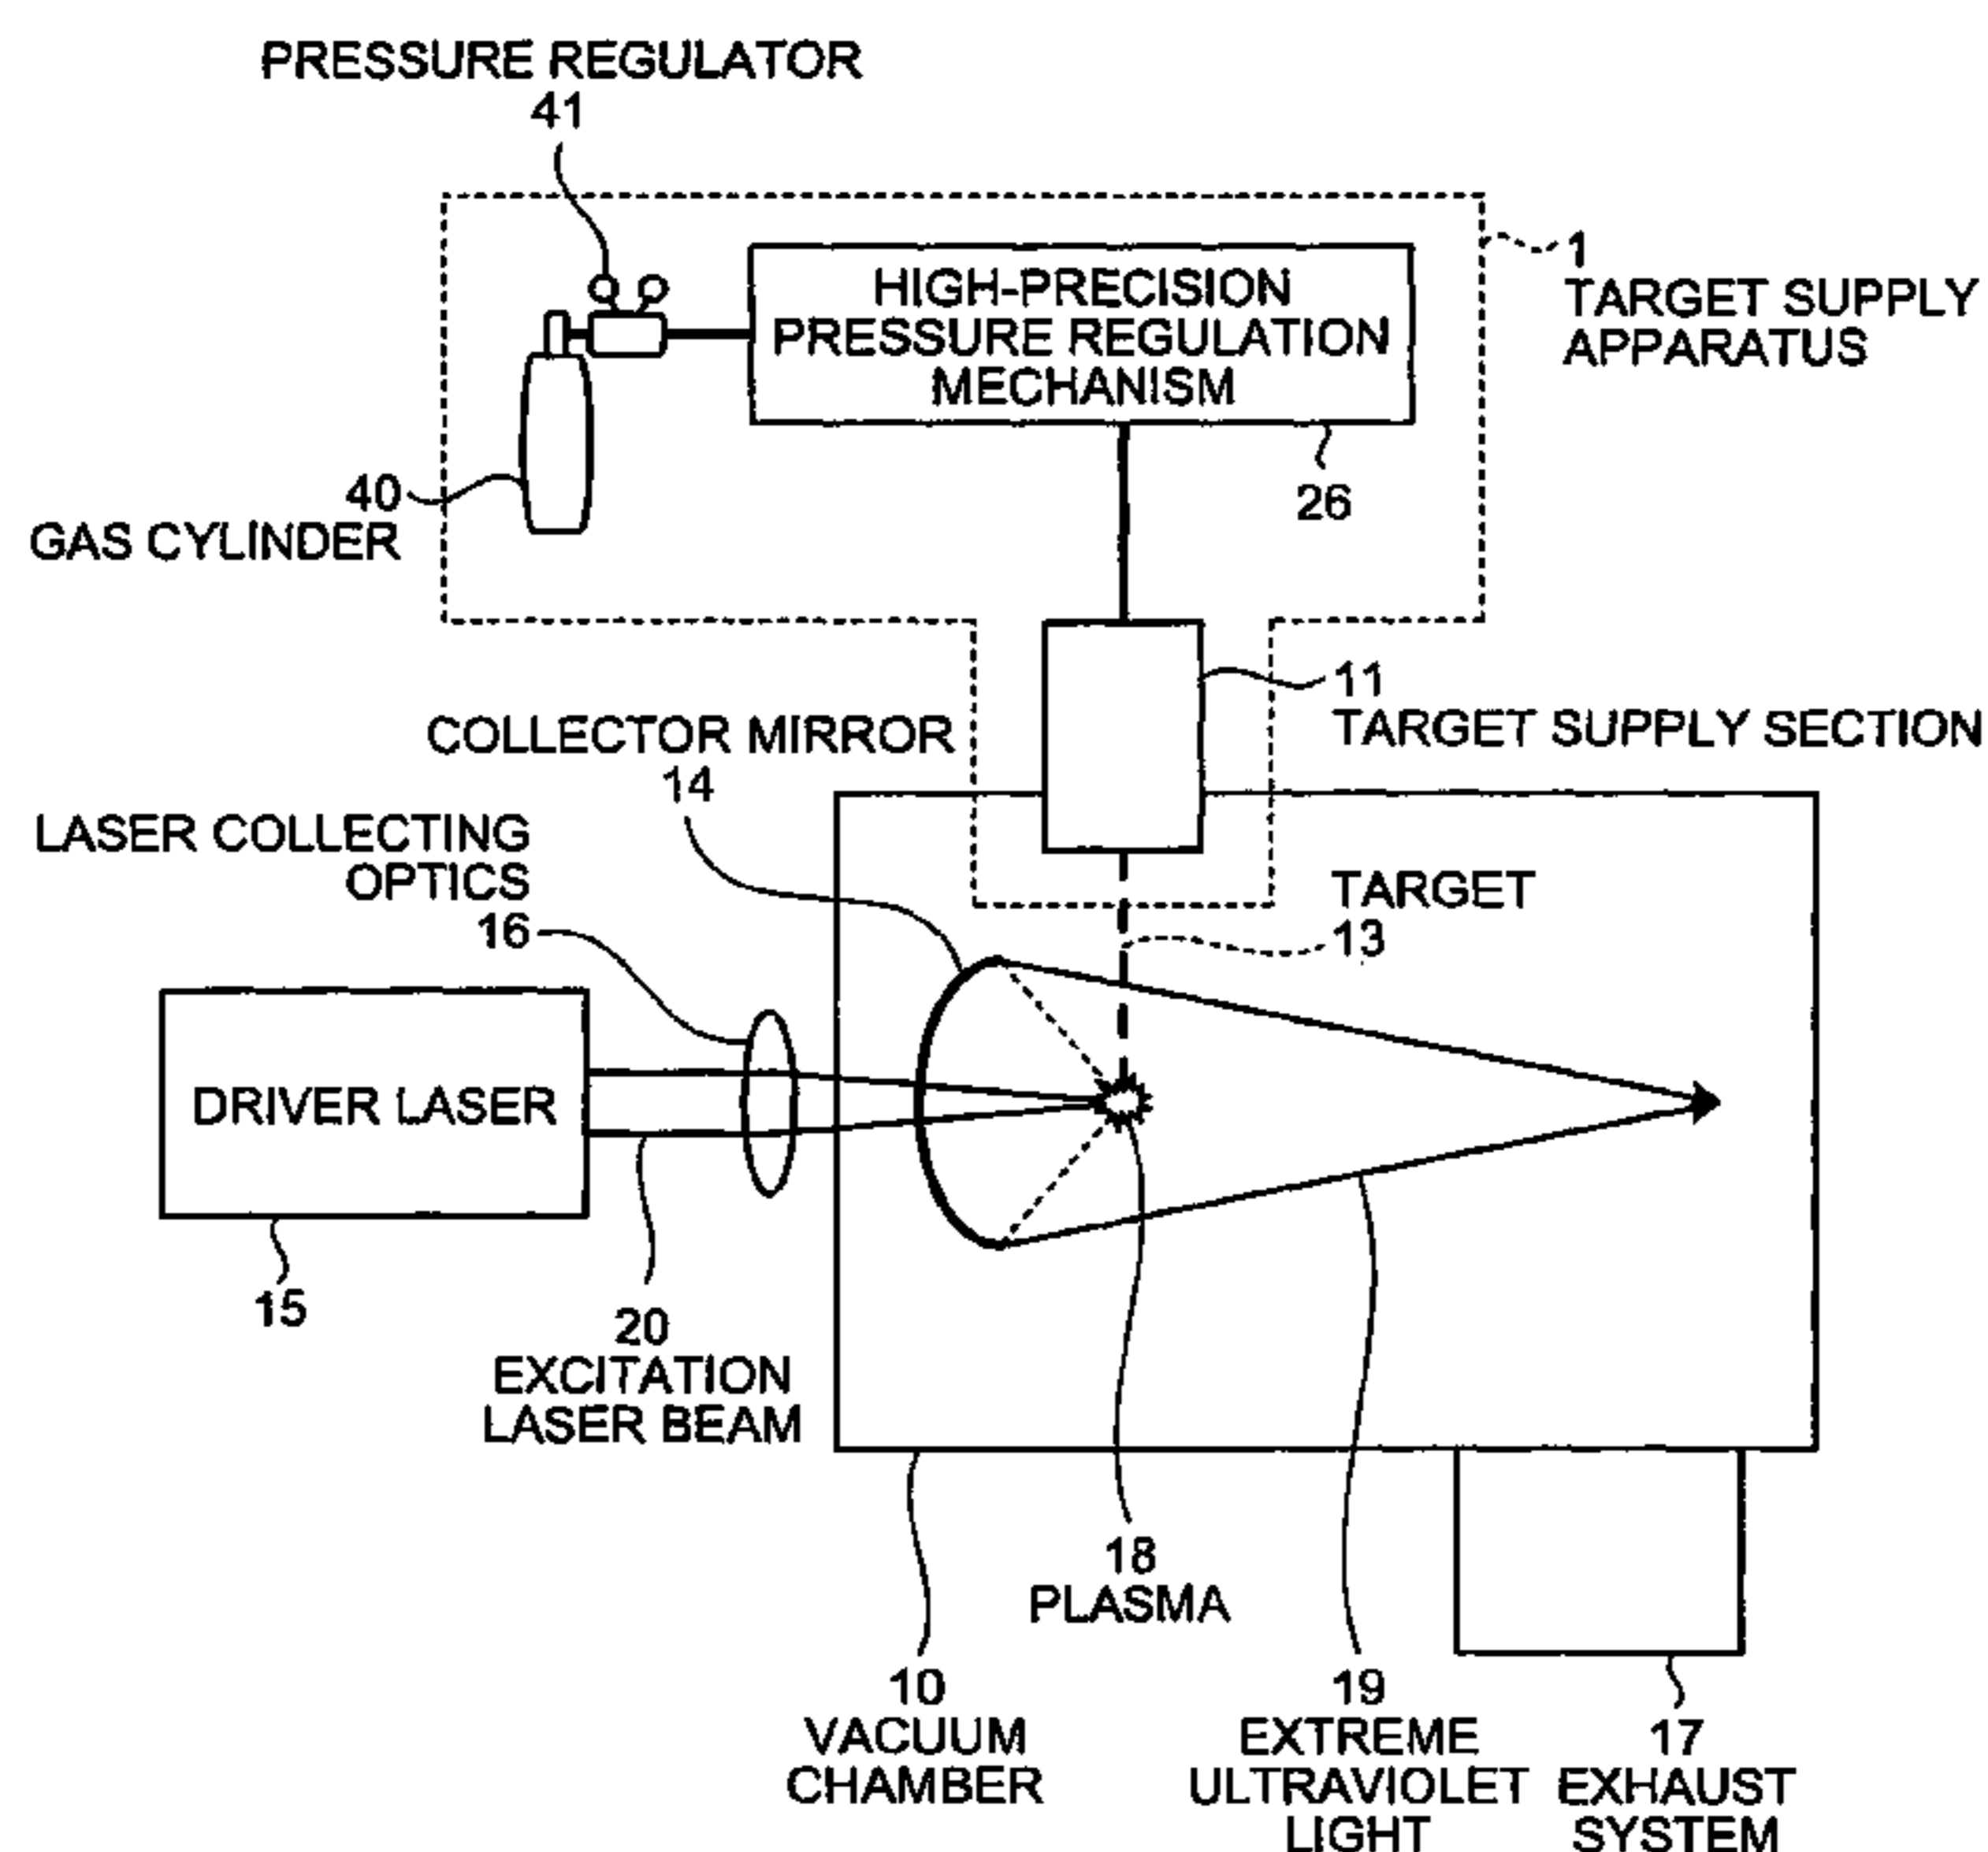 PRESSURE REGULATOR
41
HIGH-PRECISION
PRESSURE REGULATION
MECHANISM
1
TARGET SUPPLY
APPARATUS
40
GAS CYLINDER
26
11
TARGET SUPPLY SECTION
COLLECTOR MIRROR
14
LASER COLLECTING
OPTICS
16
TARGET
13
DRIVER LASER
15
20
EXCITATION
LASER BEAM
18
PLASMA
10
VACUUM
CHAMBER
19
EXTREME
ULTRAVIOLET
LIGHT
17
EXHAUST
SYSTEM